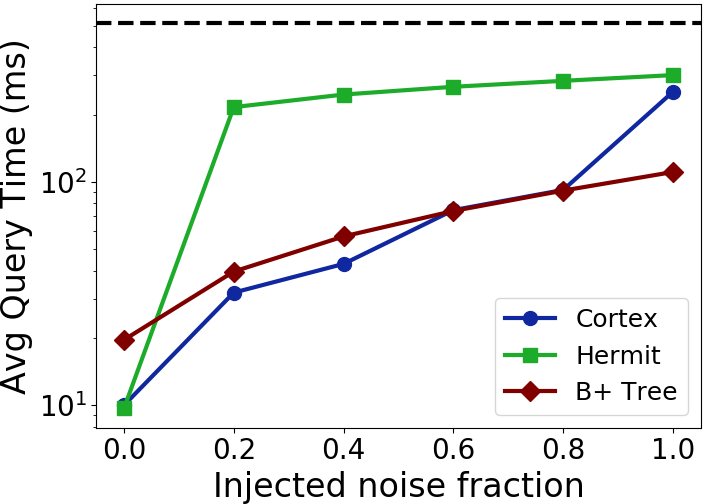 Avg Query Time (ms)
10²
10¹
0.0 0.2 0.4 0.6 0.8 1.0
Injected noise fraction
Cortex
Hermit
B+ Tree